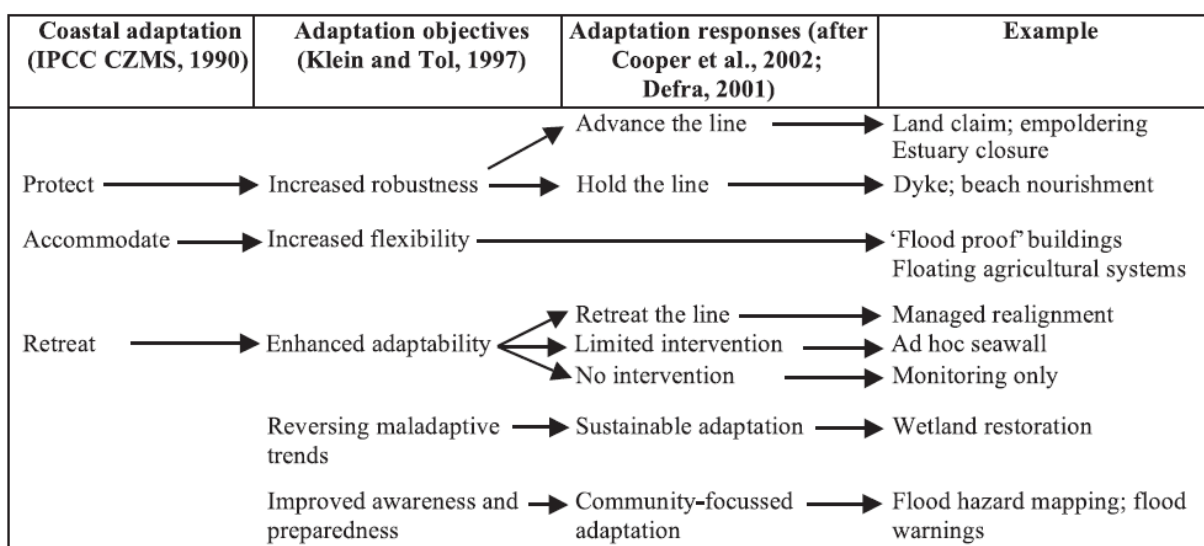 Coastal adaptation
(IPCC CZMS, 1990)
Adaptation objectives
(Klein and Tol, 1997)
Adaptation responses (after
Cooper et al., 2002;
Defra, 2001)
Example
Advance the line
Land claim; empoldering
Estuary closure
Protect
Increased robustness
Hold the line
Dyke; beach nourishment
Accommodate
Increased flexibility
‘Flood proof’ buildings
Floating agricultural systems
Retreat the line
Managed realignment
Retreat
Enhanced adaptability
Limited intervention
Ad hoc seawall
No intervention
Monitoring only
Reversing maladaptive
trends
Sustainable adaptation
Wetland restoration
Improved awareness and
preparedness
Community-focussed
adaptation
Flood hazard mapping; flood
warnings